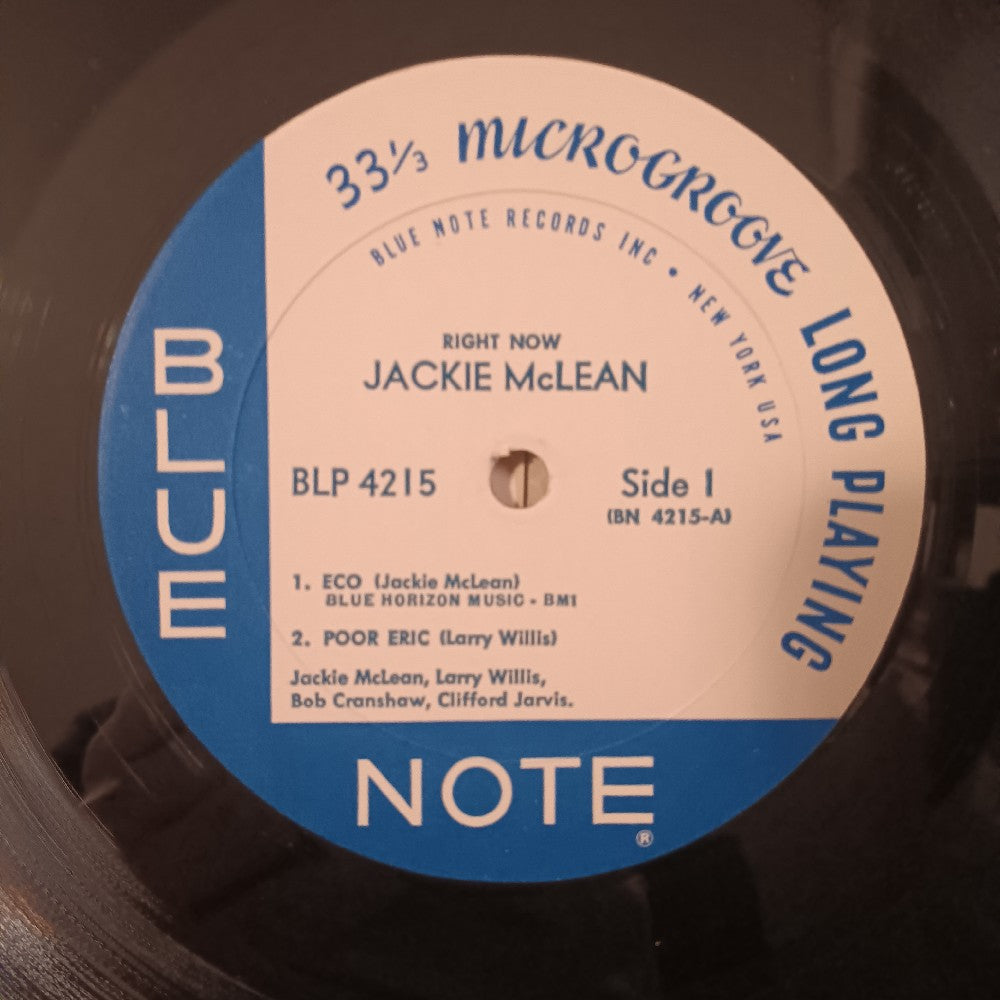 33 1/3 MICROGROOVE LONG PLAYING
BLUE NOTE RECORDS INC • NEW YORK USA
RIGHT NOW
JACKIE McLEAN
BLP 4215
Side 1
(BN 4215-A)
1. ECO (Jackie McLean)
BLUE HORIZON MUSIC - BMI
2. POOR ERIC (Larry Willis)
Jackie McLean, Larry Willis,
Bob Cranshaw, Clifford Jarvis.
BLUE
NOTE®